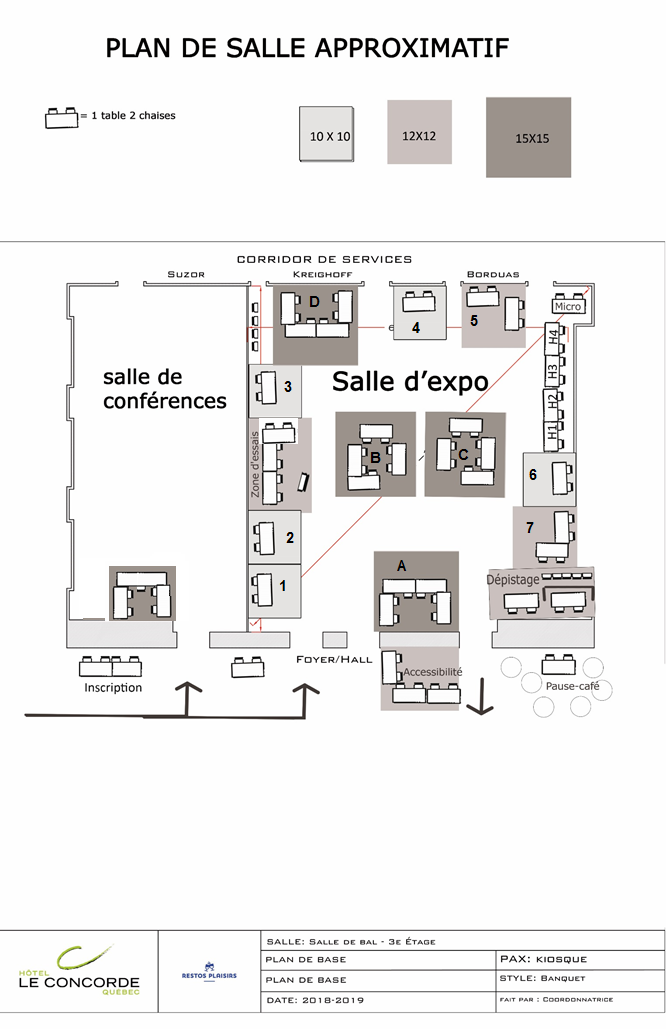 PLAN DE SALLE APPROXIMATIF
= 1 table 2 chaises
10 X 10
12X12
15X15
CORRIDOR DE SERVICES
SUZOR
KREIGHOFF
BORDUAS
D
4
5
Micro
H4
H3
H2
H1
salle de
conférences
3
Salle d’expo
Zone d'essais
B
C
6
2
7
1
A
Dépistage
FOYER/HALL
Inscription
Accessibilité
Pause-café
HÔTEL
LE CONCORDE
QUÉBEC
RESTOS PLAISIRS
SALLE: SALLE DE BAL - 3E ÉTAGE
PLAN DE BASE
PAX: KIOSQUE
PLAN DE BASE
STYLE: BANQUET
DATE: 2018-2019
FAIT PAR : COORDONNATRICE